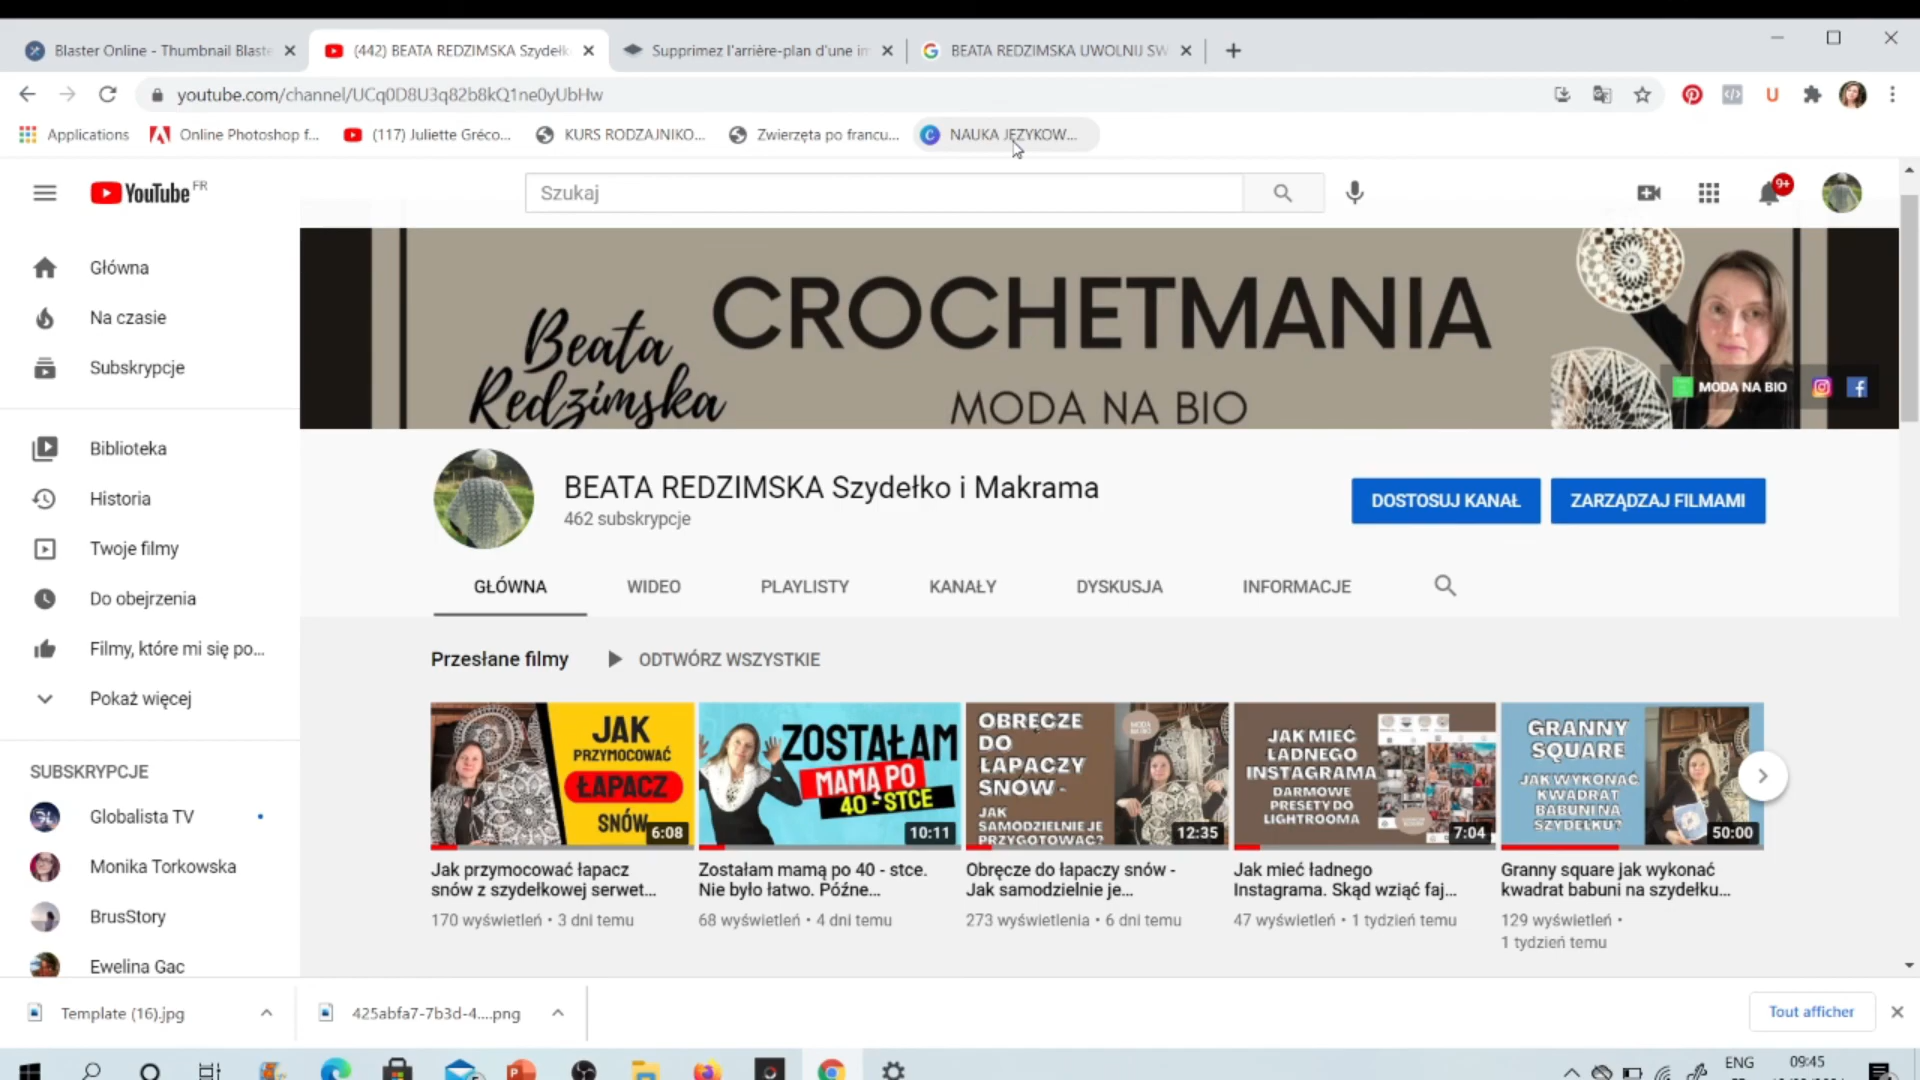 Blaster Online - Thumbnail Blaste
(442) BEATA REDZIMSKA Szydełk
Supprimez l'arrière-plan d'une im
BEATA REDZIMSKA UWOLNIJ SW
youtube.com/channel/UCq0D8U3q82b8kQ1ne0yUbHw
Applications
Online Photoshop f...
(117) Juliette Gréco...
KURS RODZAJNIKO...
Zwierzęta po francu...
NAUKA JĘZYKOW...
YouTube FR
Szukaj
9+
Główna
Na czasie
Subskrypcje
Biblioteka
Historia
Twoje filmy
Do obejrzenia
Filmy, które mi się po...
Pokaż więcej
SUBSKRYPCJE
Globalista TV
Monika Torkowska
BrusStory
Ewelina Gac
Beata
Redzimska
CROCHETMANIA
MODA NA BIO
MODA NA BIO
BEATA REDZIMSKA Szydełko i Makrama
462 subskrypcje
DOSTOSUJ KANAŁ
ZARZĄDZAJ FILMAMI
GŁÓWNA
WIDEO
PLAYLISTY
KANAŁY
DYSKUSJA
INFORMACJE
Przesłane filmy
ODTWÓRZ WSZYSTKIE
JAK
PRZYMOCOWAĆ
ŁAPACZ
SNÓW
6:08
Jak przymocować łapacz
snów z szydełkowej serwet...
170 wyświetleń • 3 dni temu
ZOSTAŁAM
MAMĄ PO
40 - STCE
10:11
Zostałam mamą po 40 - stce.
Nie było łatwo. Późne...
68 wyświetleń • 4 dni temu
OBRĘCZE
DO
ŁAPACZY
SNÓW -
JAK
SAMODZIELNIE JE
PRZYGOTOWAĆ?
12:35
Obręcze do łapaczy snów -
Jak samodzielnie je...
273 wyświetlenia • 6 dni temu
JAK MIEĆ
ŁADNEGO
INSTAGRAMA
DARMOWE
PRESETY DO
LIGHTROOMA
7:04
Jak mieć ładnego
Instagrama. Skąd wziąć faj...
47 wyświetleń • 1 tydzień temu
GRANNY
SQUARE
JAK WYKONAĆ
KWADRAT
BABUNI NA
SZYDEŁKU?
50:00
Granny square jak wykonać
kwadrat babuni na szydełku...
129 wyświetleń •
1 tydzień temu
Template (16).jpg
425abfa7-7b3d-4....png
Tout afficher
ENG
09:45